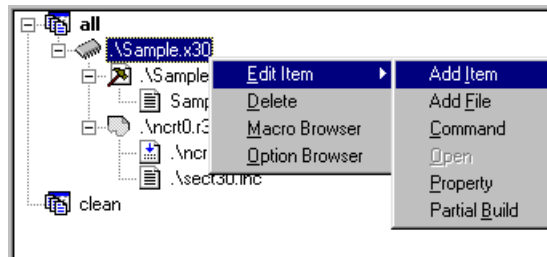 all
.\Sample.x30
.\Sample
Samp
.\ncrt0.r3
.\ncr
.\sect30.inc
clean
Edit Item
Delete
Macro Browser
Option Browser
Add Item
Add File
Command
Open
Property
Partial Build